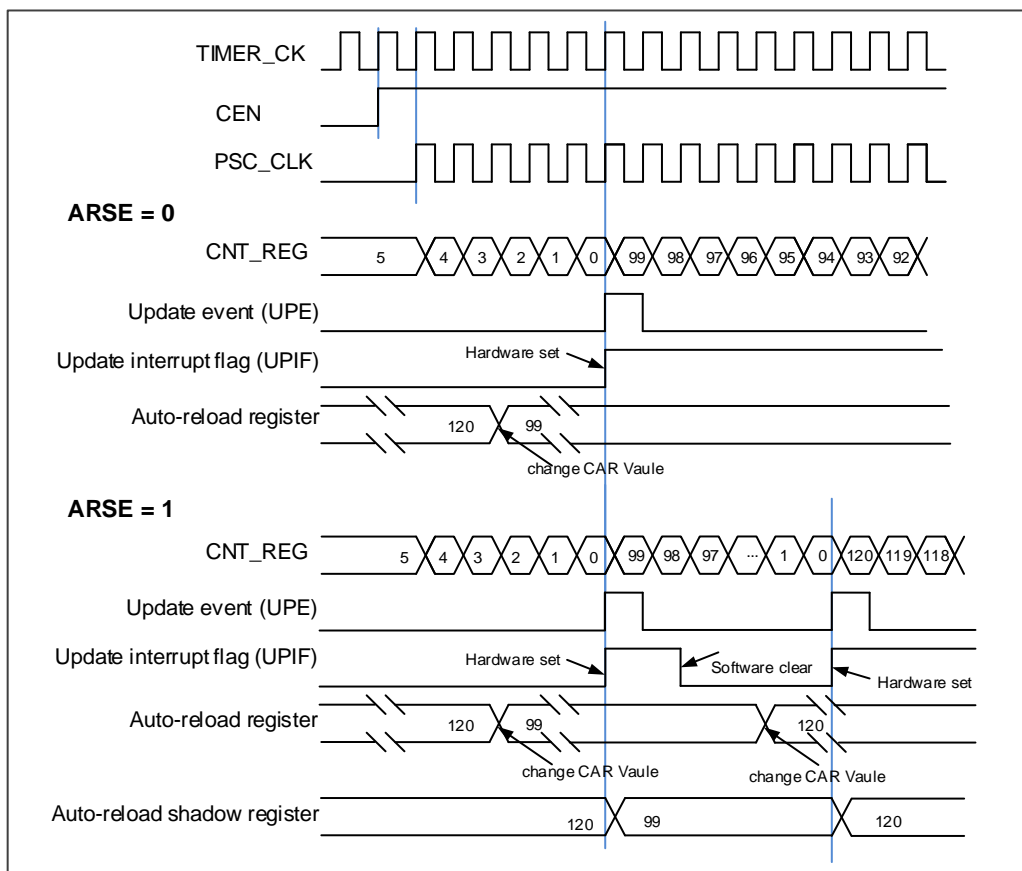 TIMER_CK
CEN
PSC_CLK
ARSE = 0
CNT_REG 5 4 3 2 1 0 99 98 97 96 95 94 93 92
Update event (UPE)
Update interrupt flag (UPIF) Hardware set
Auto-reload register 120 99
change CAR Vaule
ARSE = 1
CNT_REG 5 4 3 2 1 0 99 98 97 ... 1 0 120 119 118
Update event (UPE)
Update interrupt flag (UPIF) Hardware set Software clear Hardware set
Auto-reload register 120 99 120
change CAR Vaule change CAR Vaule
Auto-reload shadow register 120 99 120